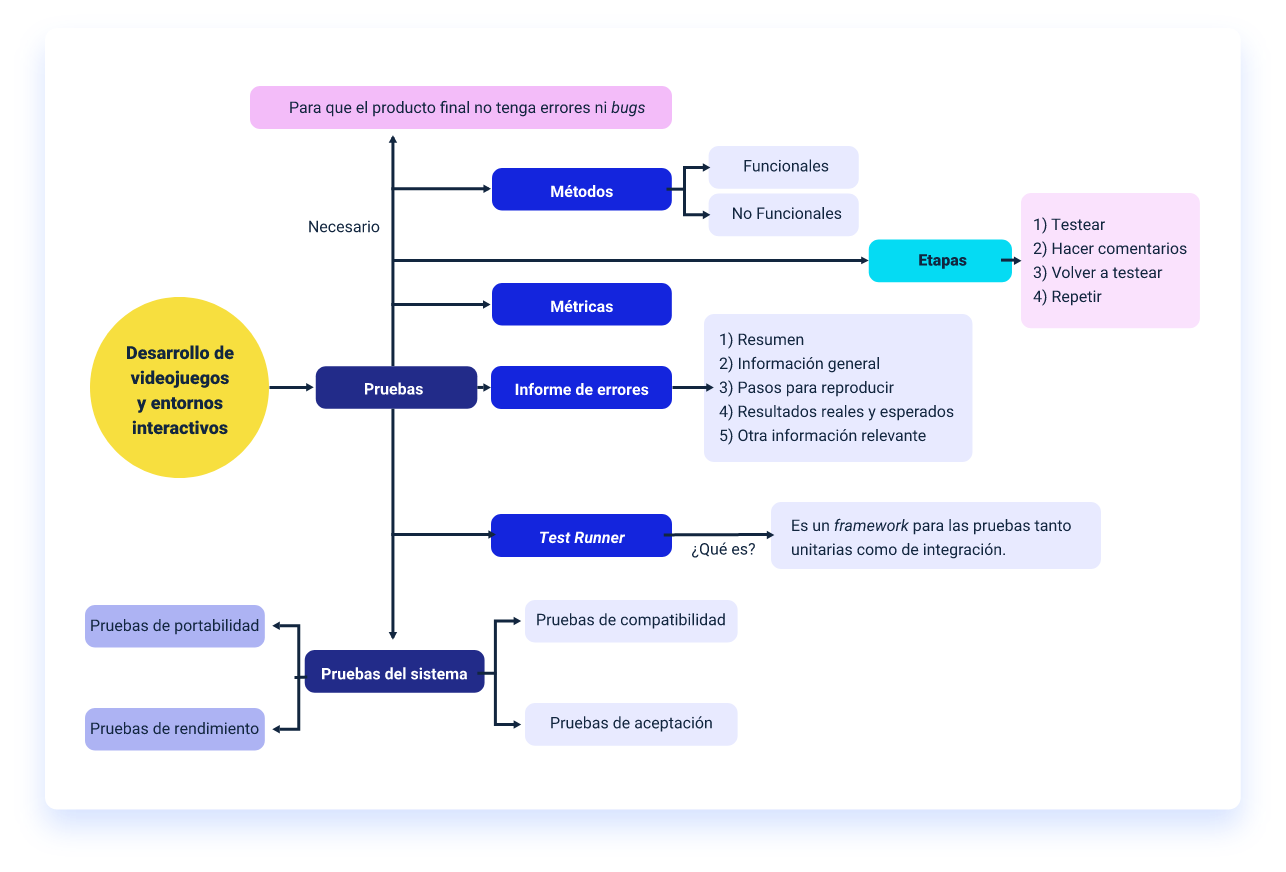 Para que el producto final no tenga errores ni bugs
Funcionales
Métodos
No Funcionales
Necesario
1) Testear
2) Hacer comentarios
3) Volver a testear
4) Repetir
Etapas
Métricas
Desarrollo de
videojuegos
y entornos
interactivos
Pruebas
Informe de errores
1) Resumen
2) Información general
3) Pasos para reproducir
4) Resultados reales y esperados
5) Otra información relevante
Test Runner
¿Qué es?
Es un framework para las pruebas tanto
unitarias como de integración.
Pruebas de portabilidad
Pruebas de compatibilidad
Pruebas del sistema
Pruebas de rendimiento
Pruebas de aceptación